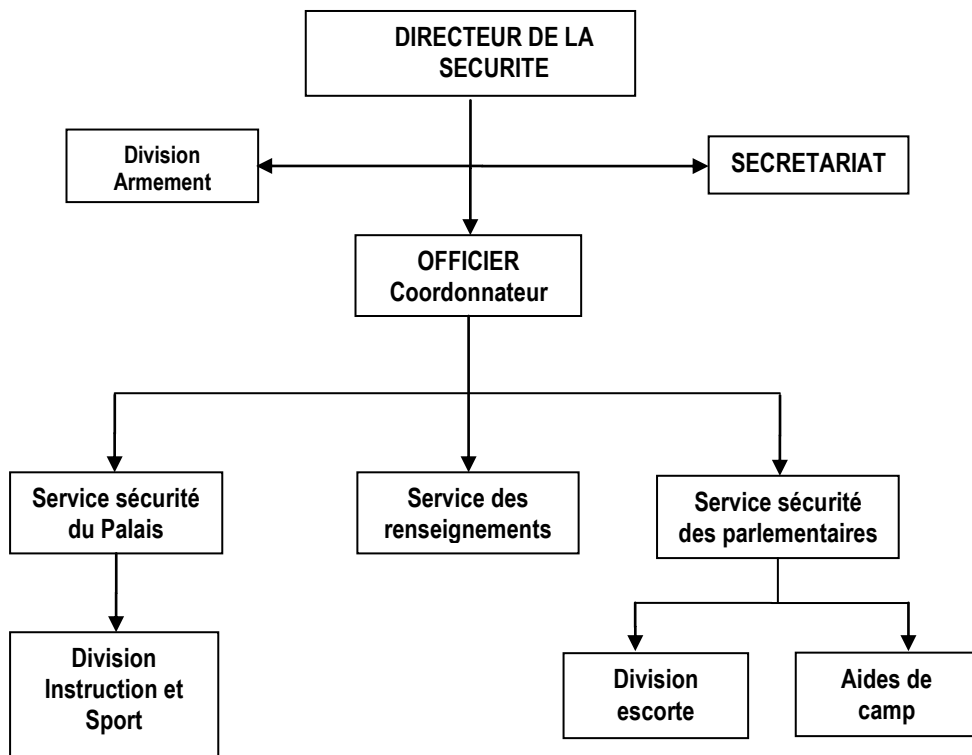 DIRECTEUR DE LA
SECRETE
Division
Armement
SECRETARIAT
OFFICIER
Coordonnateur
Service sécurité
du Palais
Service des
renseignements
Service sécurité
des parlementaires
Division
Instruction et
Sport
Division
escorte
Aides de
camp